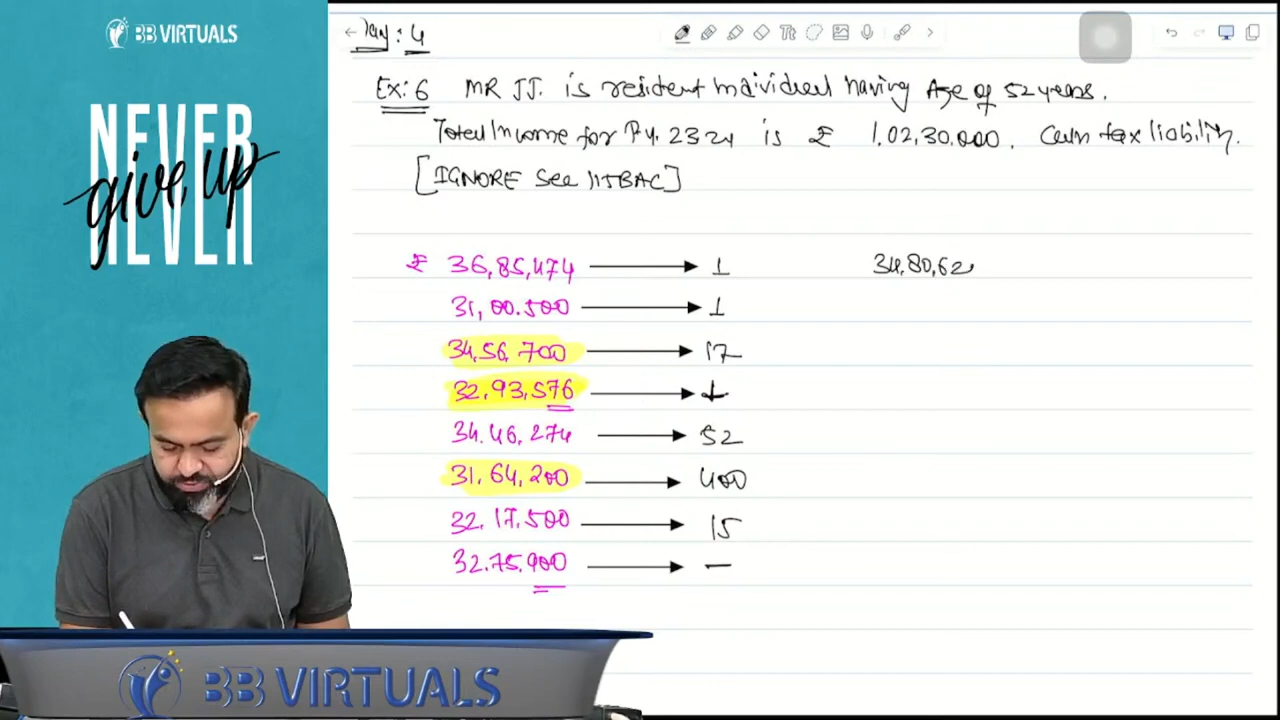 BB VIRTUALS
NEVER
give up
NEVER
Day: 4
Ex: 6 MR JJ. is resident Individual having Age of 52 years.
Total Income for P.Y. 23 24 is ₹ 1,02,30,000. Cum tax liability.
[IGNORE Sec 115BAC]
₹ 36,85,474 → 1 34,80,62
31,00,500 → 1
34,56,700 → 17
32,93,576 → 1
34,46,274 → 52
31,64,200 → 400
32,17,500 → 15
32,75,900 → —
BB VIRTUALS